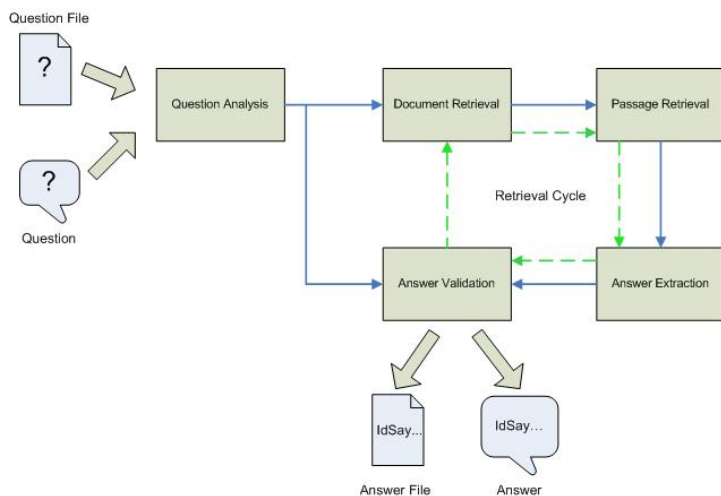 Question File
?
Question Analysis
Document Retrieval
Passage Retrieval
?
Question
Retrieval Cycle
Answer Validation
Answer Extraction
IdSay...
IdSay...
Answer File
Answer